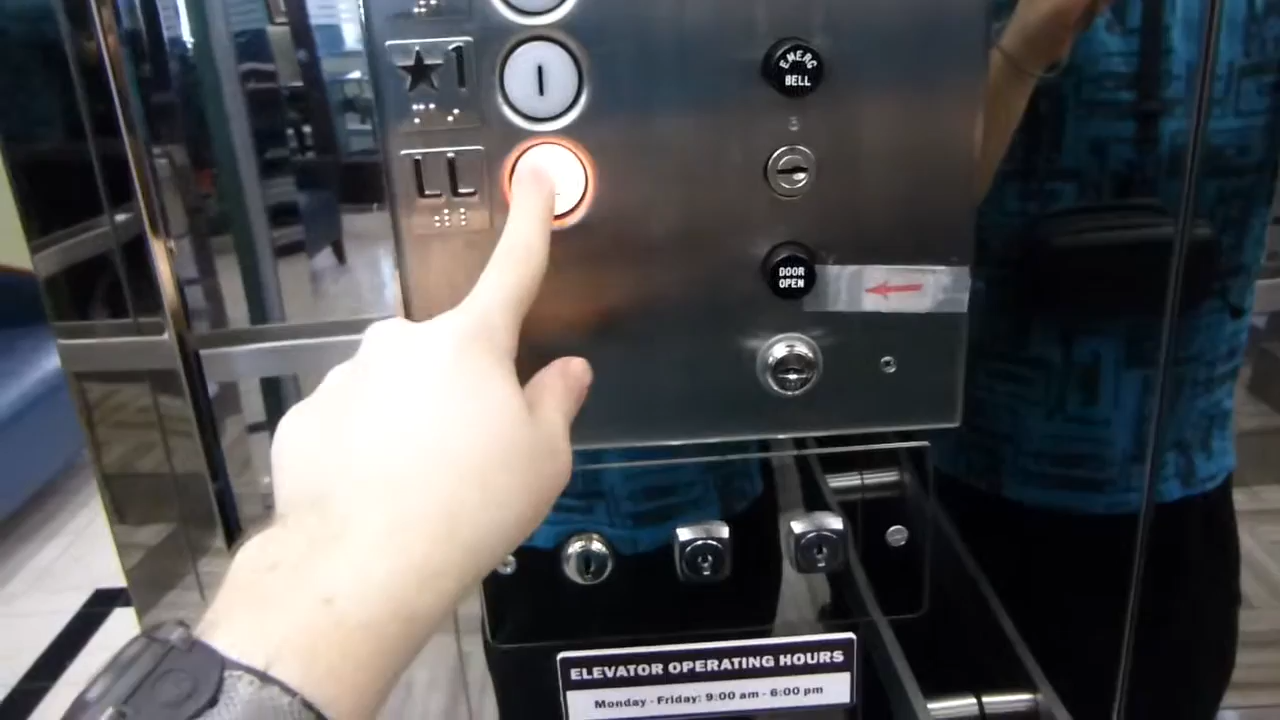 ★1
I
EMERG
BELL
LL
DOOR
OPEN
ELEVATOR OPERATING HOURS
Monday - Friday: 9:00 am - 6:00 pm